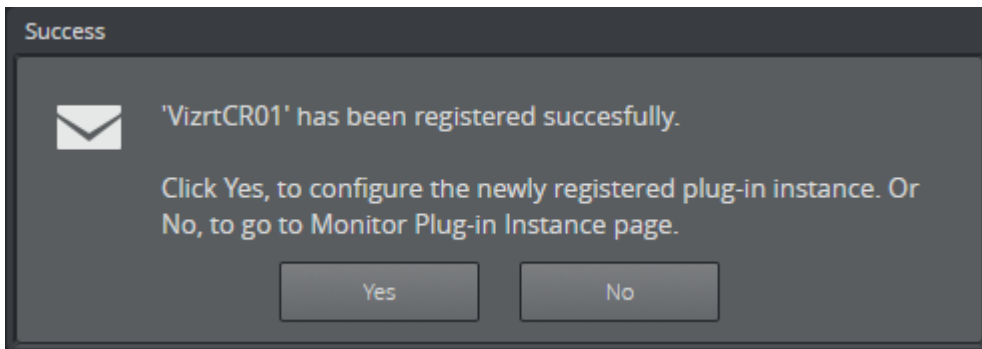 Success
'VizrtCR01' has been registered succesfully.
Click Yes, to configure the newly registered plug-in instance. Or
No, to go to Monitor Plug-in Instance page.
Yes
No